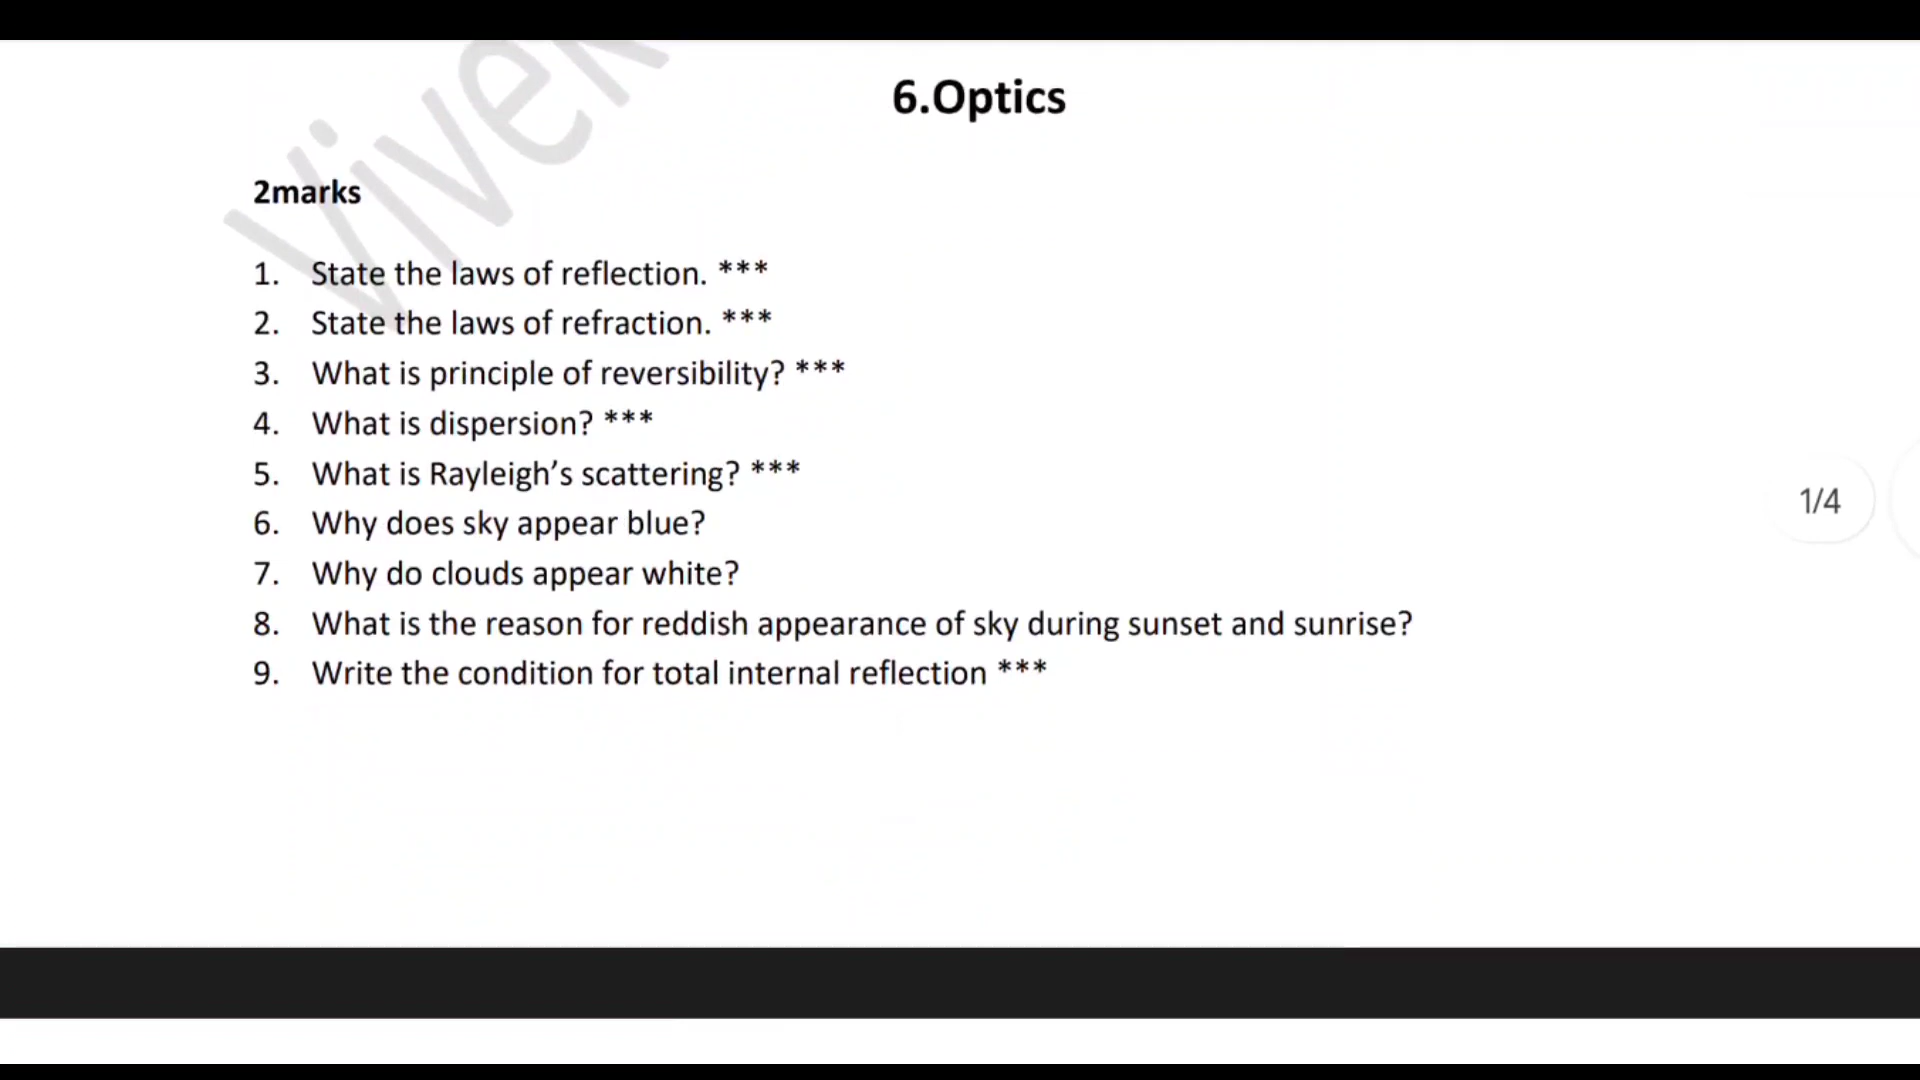 6.Optics
2marks
1. State the laws of reflection. ***
2. State the laws of refraction. ***
3. What is principle of reversibility? ***
4. What is dispersion? ***
5. What is Rayleigh’s scattering? ***
6. Why does sky appear blue?
7. Why do clouds appear white?
8. What is the reason for reddish appearance of sky during sunset and sunrise?
9. Write the condition for total internal reflection ***
1/4